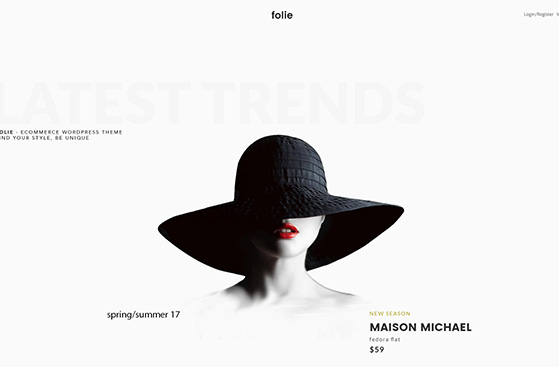 folie
Login/Register
LATEST TRENDS
OLIE - ECOMMERCE WORDPRESS THEME
IND YOUR STYLE, BE UNIQUE
spring/summer 17
NEW SEASON
MAISON MICHAEL
fedora flat
$59